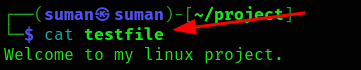 ┌──(suman㉿suman)-[~/project]
└─$ cat testfile
Welcome to my linux project.